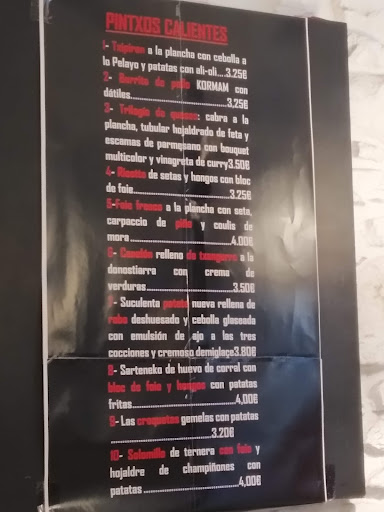 PINTXOS CALIENTES
1- Txipiron a la plancha con cebolla a
lo Pelayo y patatas con ali-oli....3.25€
2- Burrito de pollo KORMAM con
dátiles................................3,25€
3- Trilogia de quesos: cabra a la
plancha, tubular hojaldrado de feta y
escamas de parmesano con bouquet
multicolor y vinagreta de curry3.50€
4- Risotto de setas y hongos con bloc
de foie................................3.25€
5-Foie fresco a la plancha con seta,
carpaccio de piña y coulis de
mora................................4.00€
6- Canelón relleno de txangurro a la
donostiarra con crema de
verduras............................3.50€
7- Suculenta patata nueva rellena de
rabo deshuesado y cebolla glaseada
con emulsión de ajo a las tres
cocciones y cremoso demiglace3.80€
8- Sarteneko de huevo de corral con
bloc de foie y hongos con patatas
fritas................................4,00€
9- Las croquetas gemelas con patatas
................................3.20€
10- Solomillo de ternera con foie y
hojaldre de champiñones con
patatas..............................4,00€